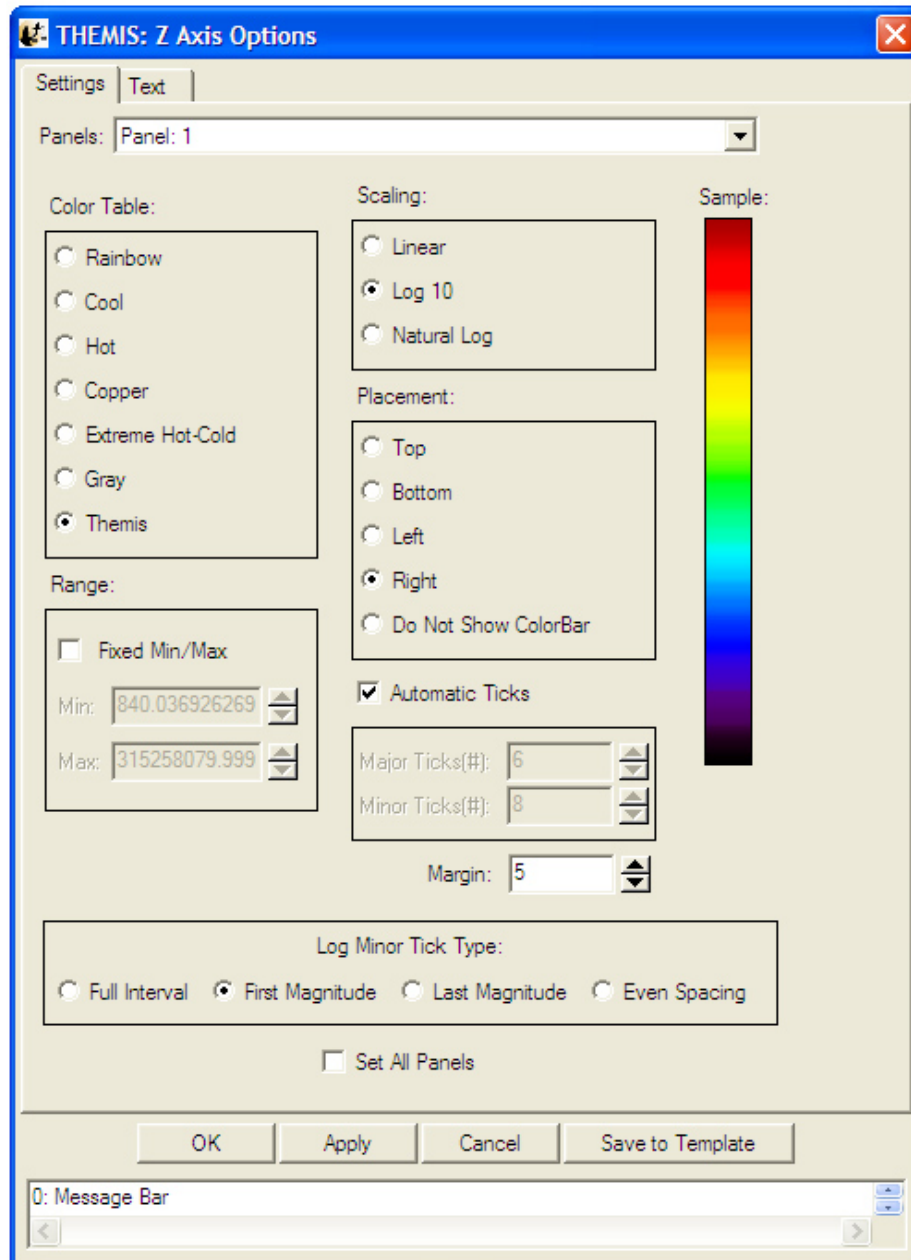 THEMIS: Z Axis Options
Settings
Text
Panels: Panel: 1
Color Table:
Rainbow
Cool
Hot
Copper
Extreme Hot-Cold
Gray
Themis
Range:
Fixed Min/Max
Min: 840.036926269
Max: 315258079.999
Scaling:
Linear
Log 10
Natural Log
Placement:
Top
Bottom
Left
Right
Do Not Show ColorBar
Automatic Ticks
Major Ticks(#): 6
Minor Ticks(#): 8
Margin: 5
Sample:
Log Minor Tick Type:
Full Interval First Magnitude Last Magnitude Even Spacing
Set All Panels
OK Apply Cancel Save to Template
0: Message Bar